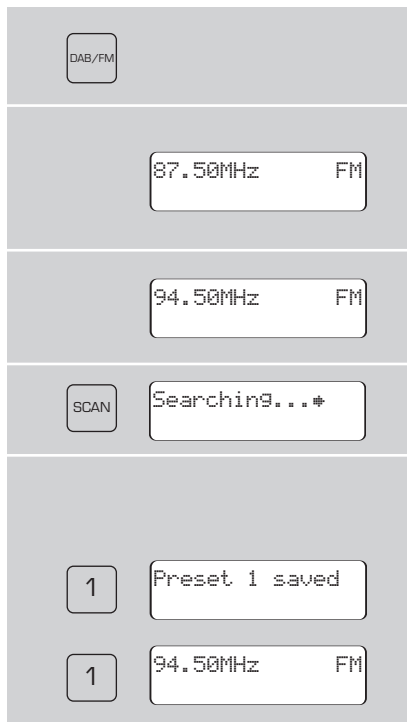 DAB/FM
87.50MHz FM
94.50MHz FM
SCAN Searching...
1 Preset 1 saved
1 94.50MHz FM